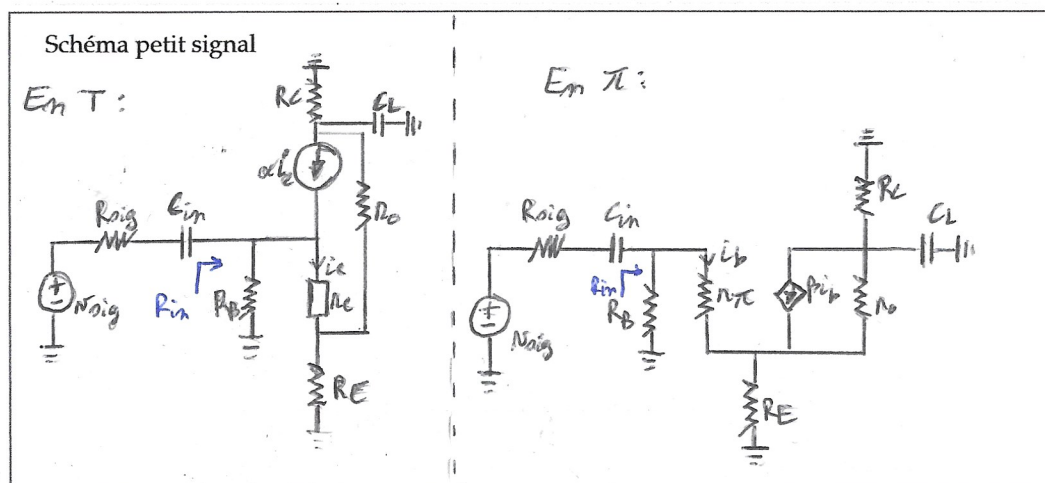 Schéma petit signal
En T :
RC
CL
αie
ro
Rsig
Cin
ie
Rin
RB
re
vsig
RE
En π :
RC
CL
Rsig
Cin
ib
Rin
RB
rπ
βib
ro
vsig
RE